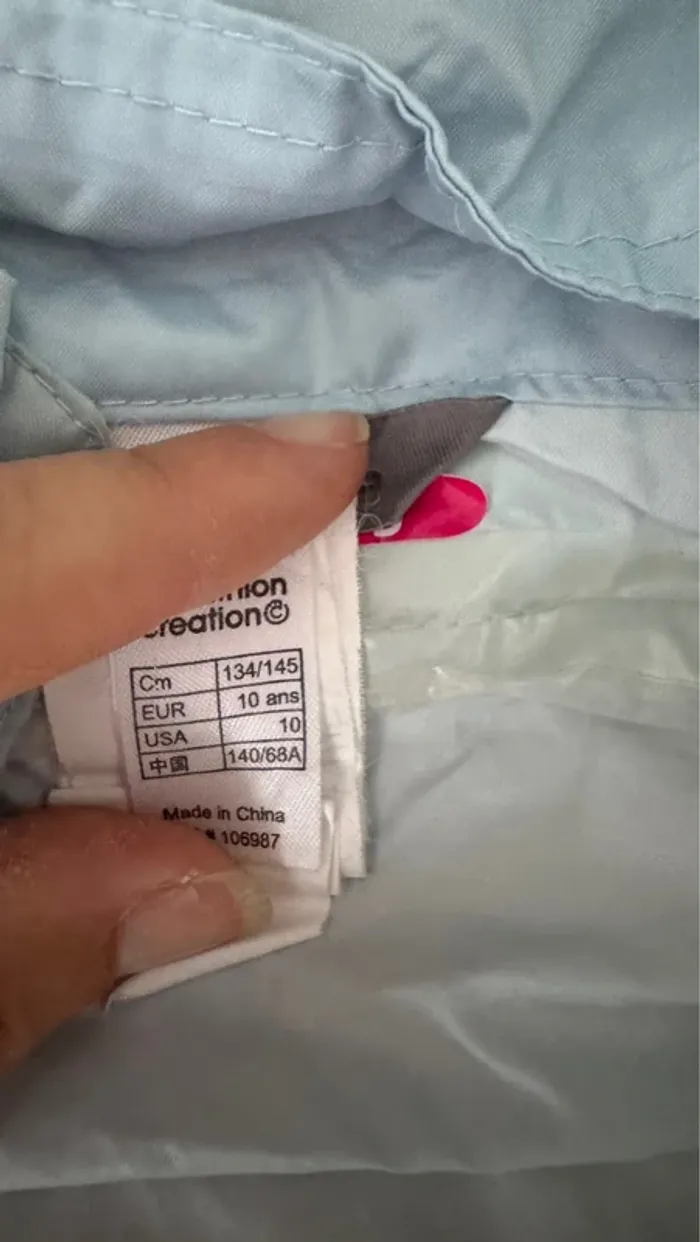 creation©
Cm 134/145
EUR 10 ans
USA 10
中国 140/68A
Made in China
# 106987